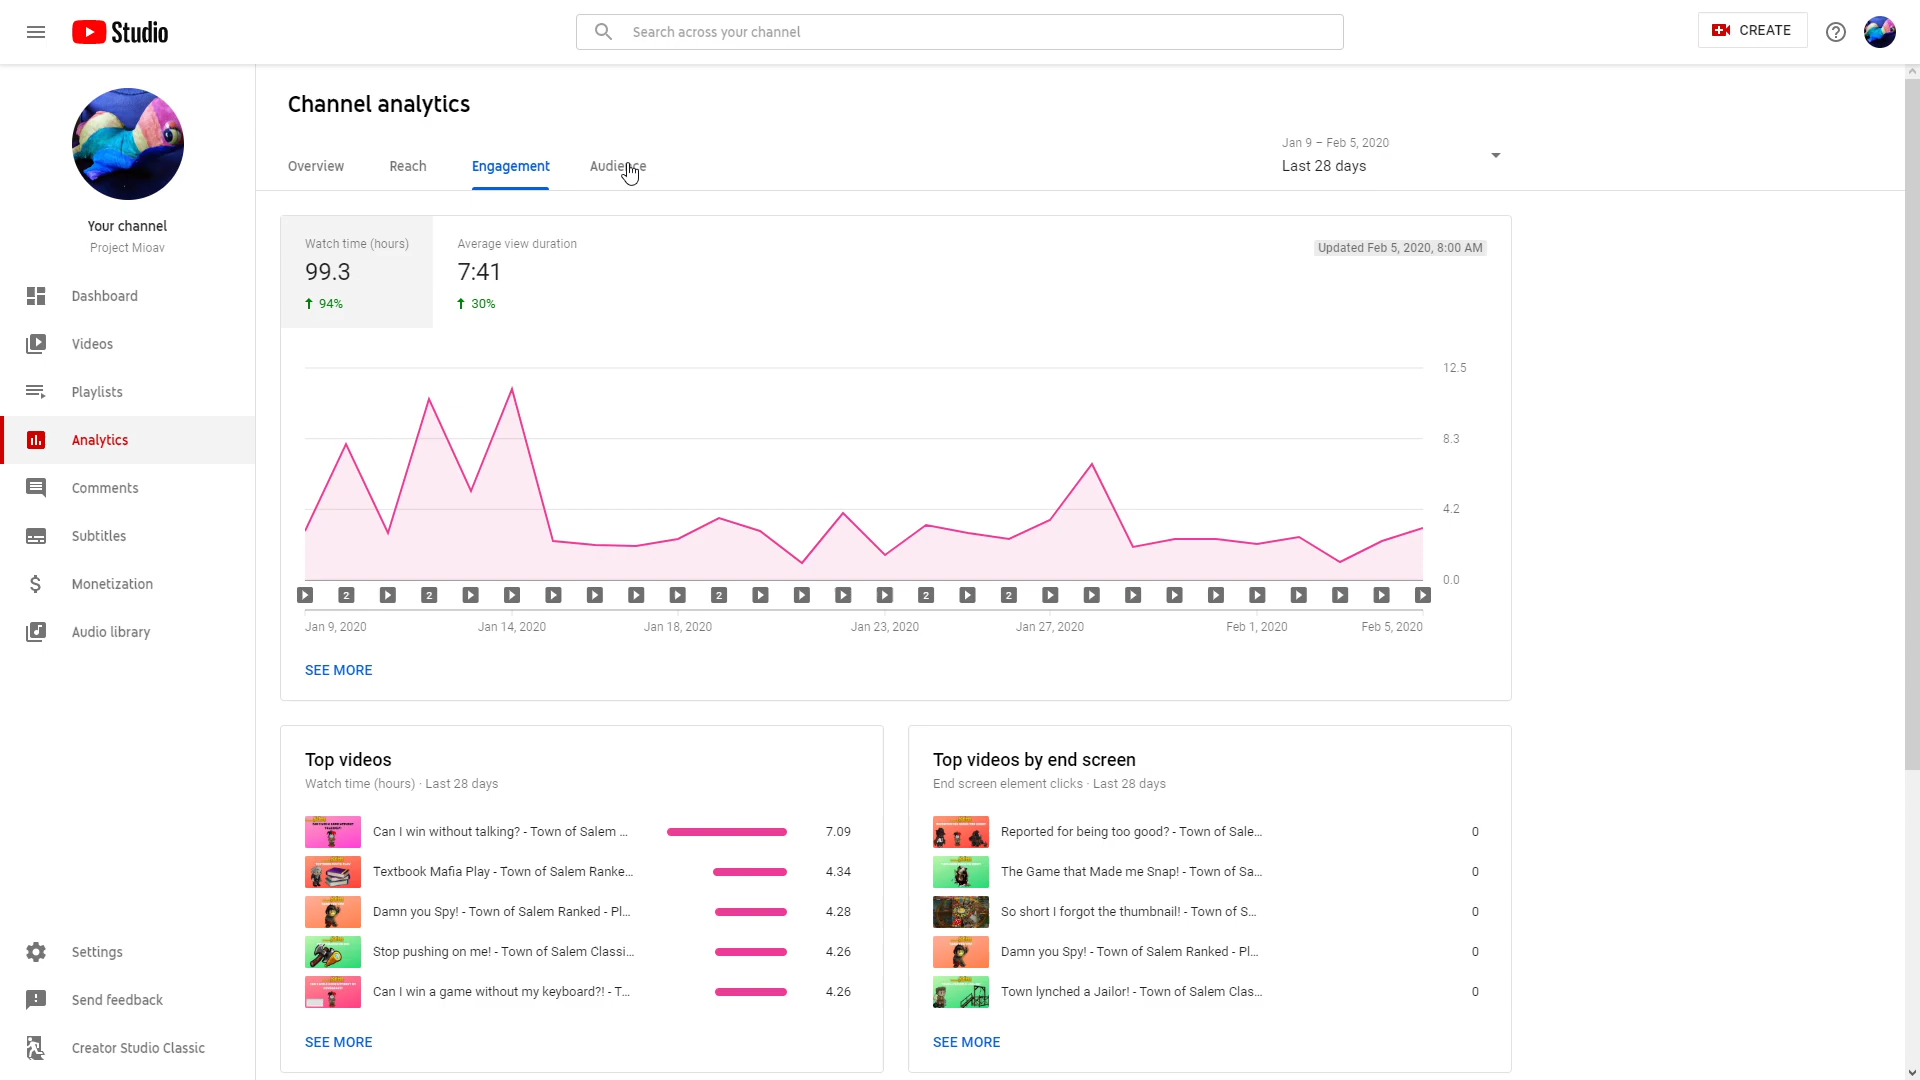 Studio
Search across your channel
CREATE
Channel analytics
Overview
Reach
Engagement
Audience
Jan 9 – Feb 5, 2020
Last 28 days
Your channel
Project Mioav
Dashboard
Videos
Playlists
Analytics
Comments
Subtitles
Monetization
Audio library
Settings
Send feedback
Creator Studio Classic
Watch time (hours)
99.3
94%
Average view duration
7:41
30%
Updated Feb 5, 2020, 8:00 AM
12.5
8.3
4.2
0.0
2 2 2 2 2
Jan 9, 2020 Jan 14, 2020 Jan 18, 2020 Jan 23, 2020 Jan 27, 2020 Feb 1, 2020 Feb 5, 2020
SEE MORE
Top videos
Watch time (hours) · Last 28 days
Can I win without talking? - Town of Salem ... 7.09
Textbook Mafia Play - Town of Salem Ranke... 4.34
Damn you Spy! - Town of Salem Ranked - Pl... 4.28
Stop pushing on me! - Town of Salem Classi... 4.26
Can I win a game without my keyboard?! - T... 4.26
SEE MORE
Top videos by end screen
End screen element clicks · Last 28 days
Reported for being too good? - Town of Sale... 0
The Game that Made me Snap! - Town of Sa... 0
So short I forgot the thumbnail! - Town of S... 0
Damn you Spy! - Town of Salem Ranked - Pl... 0
Town lynched a Jailor! - Town of Salem Clas... 0
SEE MORE